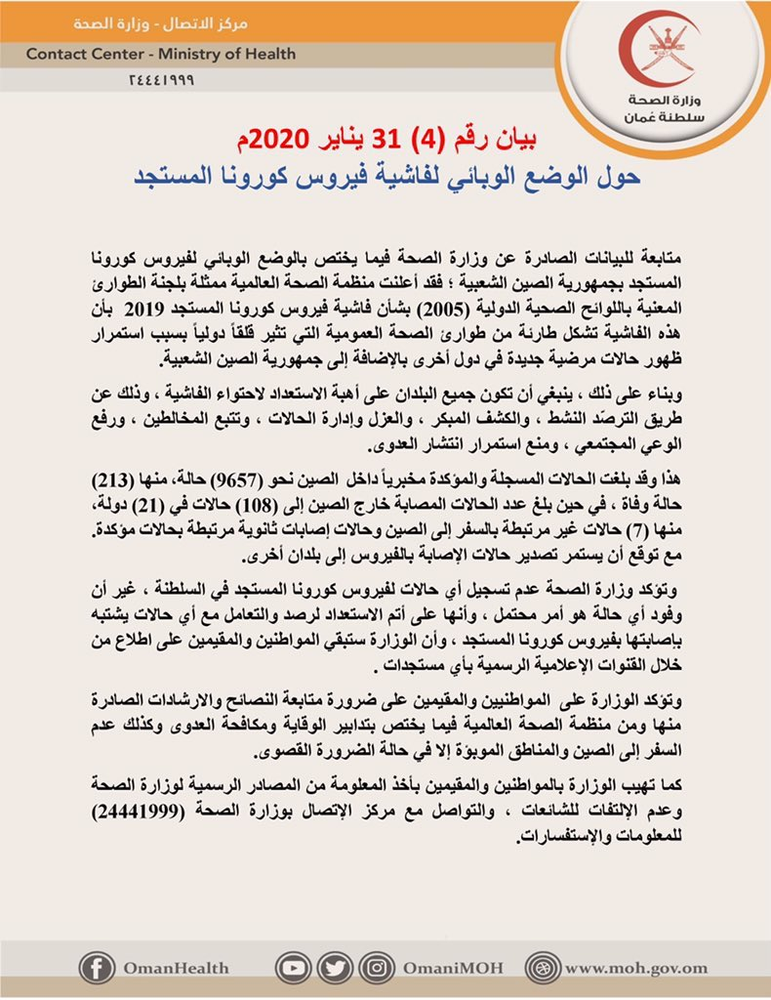 مركز الاتصال - وزارة الصحة
Contact Center - Ministry of Health
٢٤٤٤١٩٩٩
وزارة الصحة
سلطنة عُمان
بيان رقم (4) 31 يناير 2020م
حول الوضع الوبائي لفاشية فيروس كورونا المستجد
متابعة للبيانات الصادرة عن وزارة الصحة فيما يختص بالوضع الوبائي لفيروس كورونا
المستجد بجمهورية الصين الشعبية ؛ فقد أعلنت منظمة الصحة العالمية ممثلة بلجنة الطوارئ
المعنية باللوائح الصحية الدولية (2005) بشأن فاشية فيروس كورونا المستجد 2019 بأن
هذه الفاشية تشكل طارئة من طوارئ الصحة العمومية التي تثير قلقاً دولياً بسبب استمرار
ظهور حالات مرضية جديدة في دول أخرى بالإضافة إلى جمهورية الصين الشعبية.
وبناء على ذلك ، ينبغي أن تكون جميع البلدان على أهبة الاستعداد لاحتواء الفاشية ، وذلك عن
طريق الترصّد النشط ، والكشف المبكر ، والعزل وإدارة الحالات ، وتتبع المخالطين ، ورفع
الوعي المجتمعي ، ومنع استمرار انتشار العدوى.
هذا وقد بلغت الحالات المسجلة والمؤكدة مخبرياً داخل الصين نحو (9657) حالة، منها (213)
حالة وفاة ، في حين بلغ عدد الحالات المصابة خارج الصين إلى (108) حالات في (21) دولة،
منها (7) حالات غير مرتبطة بالسفر إلى الصين وحالات إصابات ثانوية مرتبطة بحالات مؤكدة.
مع توقع أن يستمر تصدير حالات الإصابة بالفيروس إلى بلدان أخرى.
وتؤكد وزارة الصحة عدم تسجيل أي حالات لفيروس كورونا المستجد في السلطنة ، غير أن
وفود أي حالة هو أمر محتمل ، وأنها على أتم الاستعداد لرصد والتعامل مع أي حالات يشتبه
بإصابتها بفيروس كورونا المستجد ، وأن الوزارة ستبقي المواطنين والمقيمين على اطلاع من
خلال القنوات الإعلامية الرسمية بأي مستجدات .
وتؤكد الوزارة على المواطنيين والمقيمين على ضرورة متابعة النصائح والارشادات الصادرة
منها ومن منظمة الصحة العالمية فيما يختص بتدابير الوقاية ومكافحة العدوى وكذلك عدم
السفر إلى الصين والمناطق الموبؤة إلا في حالة الضرورة القصوى.
كما تهيب الوزارة بالمواطنين والمقيمين بأخذ المعلومة من المصادر الرسمية لوزارة الصحة
وعدم الإلتفات للشائعات ، والتواصل مع مركز الإتصال بوزارة الصحة (24441999)
للمعلومات والإستفسارات.
OmanHealth OmaniMOH www.moh.gov.om